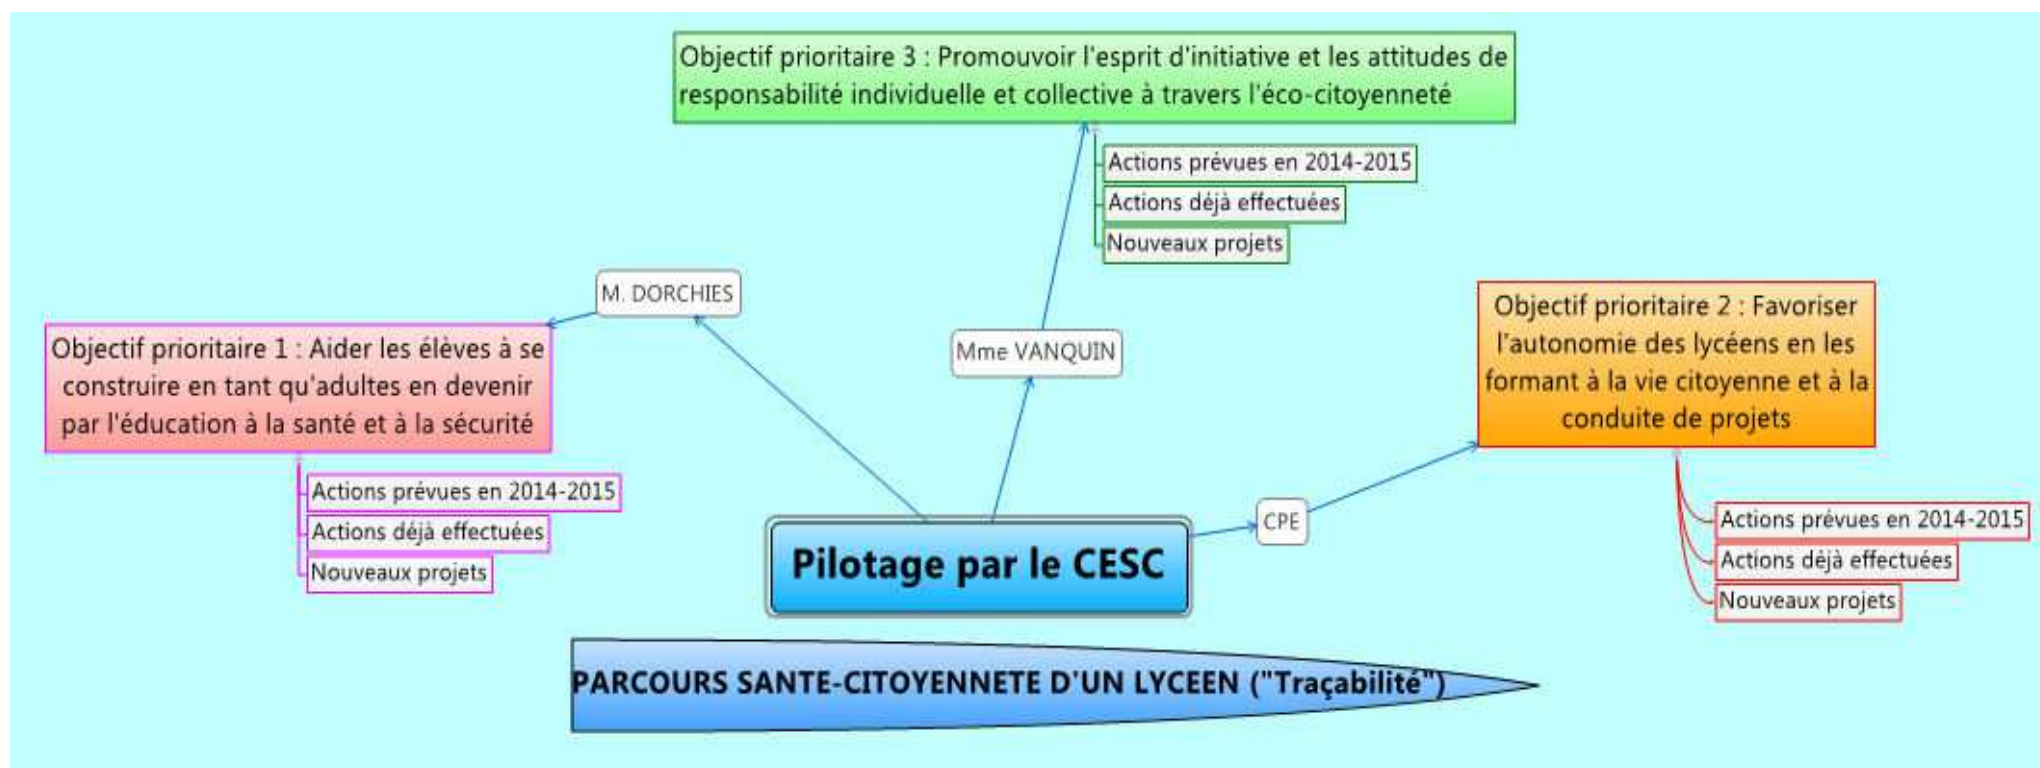 Objectif prioritaire 3 : Promouvoir l'esprit d'initiative et les attitudes de
responsabilité individuelle et collective à travers l'éco-citoyenneté
Actions prévues en 2014-2015
Actions déjà effectuées
Nouveaux projets
M. DORCHIES
Objectif prioritaire 1 : Aider les élèves à se
construire en tant qu'adultes en devenir
par l'éducation à la santé et à la sécurité
Actions prévues en 2014-2015
Actions déjà effectuées
Nouveaux projets
Mme VANQUIN
Objectif prioritaire 2 : Favoriser
l'autonomie des lycéens en les
formant à la vie citoyenne et à la
conduite de projets
Actions prévues en 2014-2015
Actions déjà effectuées
Nouveaux projets
CPE
Pilotage par le CESC
PARCOURS SANTE-CITOYENNETE D'UN LYCEEN ("Traçabilité")